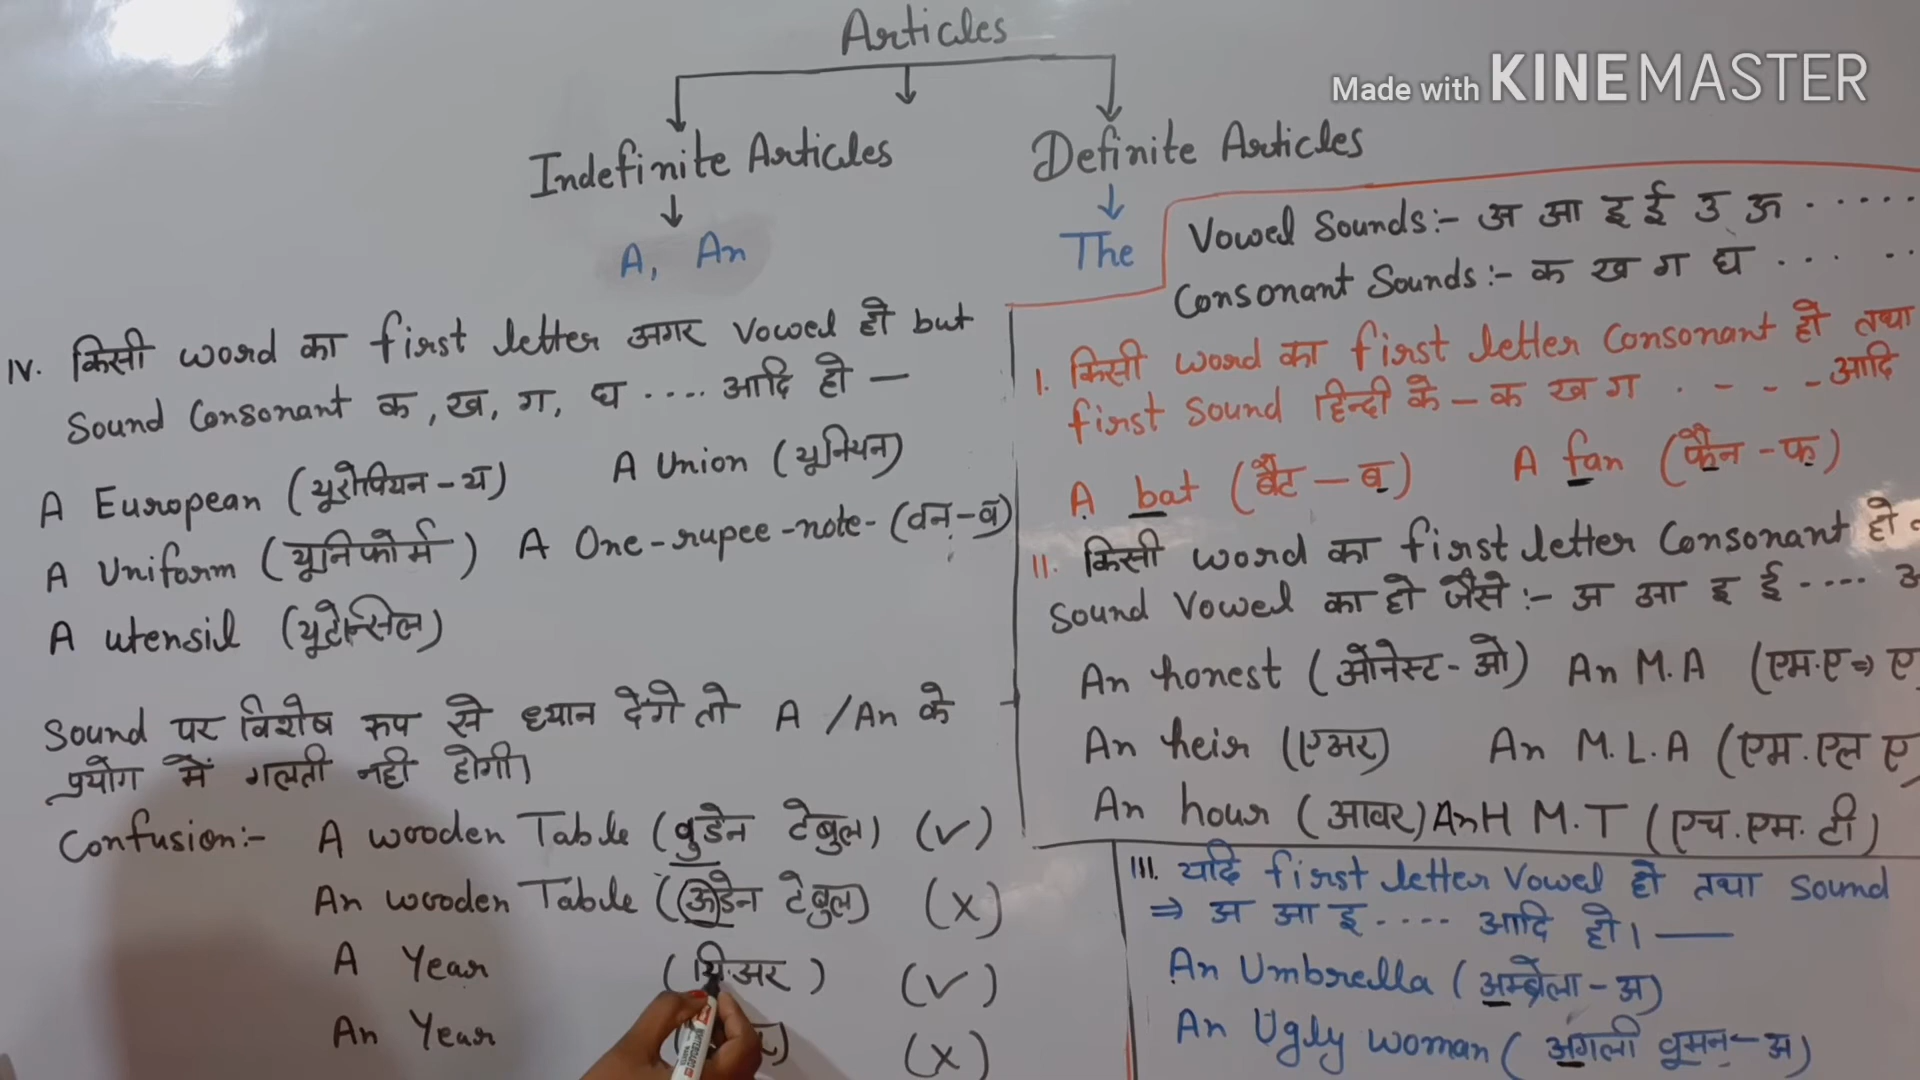 Articles
Made with KINEMASTER
Indefinite Articles
Definite Articles
A, An
The
Vowel Sounds:- अ आ इ ई उ ऊ ......
Consonant Sounds:- क ख ग घ ... ..
I. किसी word का first letter Consonant हो तथा
first Sound हिन्दी के - क ख ग . - - - आदि
A bat (बैट - ब) A fan (फैन - फ)
II. किसी word का first letter Consonant हो
Sound Vowel का हो जैसे :- अ आ इ ई ....
An honest (ऑनेस्ट - ओ) An M.A (एम.ए ⇒ ए
An heir (एअर) An M.L.A (एम.एल ए
An hour (आवर) An H M.T (एच.एम. टी)
III. यदि first letter Vowel हो तथा Sound
⇒ अ आ इ .... आदि हो। —
An Umbrella (अम्ब्रेला - अ)
An Ugly woman (अगली वूमन - अ)
IV. किसी word का first letter अगर Vowel हो but
Sound Consonant क, ख, ग, घ .... आदि हो —
A European (यूरोपियन - य) A Union (यूनियन)
A Uniform (यूनिफोर्म) A One-rupee-note- (वन - व)
A utensil (यूटेन्सिल)
Sound पर विशेष रूप से ध्यान देंगे तो A / An के
प्रयोग में गलती नही होगी।
Confusion:- A wooden Table (वुडेन टेबुल) (✓)
An wooden Table (ऊडेन टेबुल) (X)
A Year (यिअर) (✓)
An Year (X)